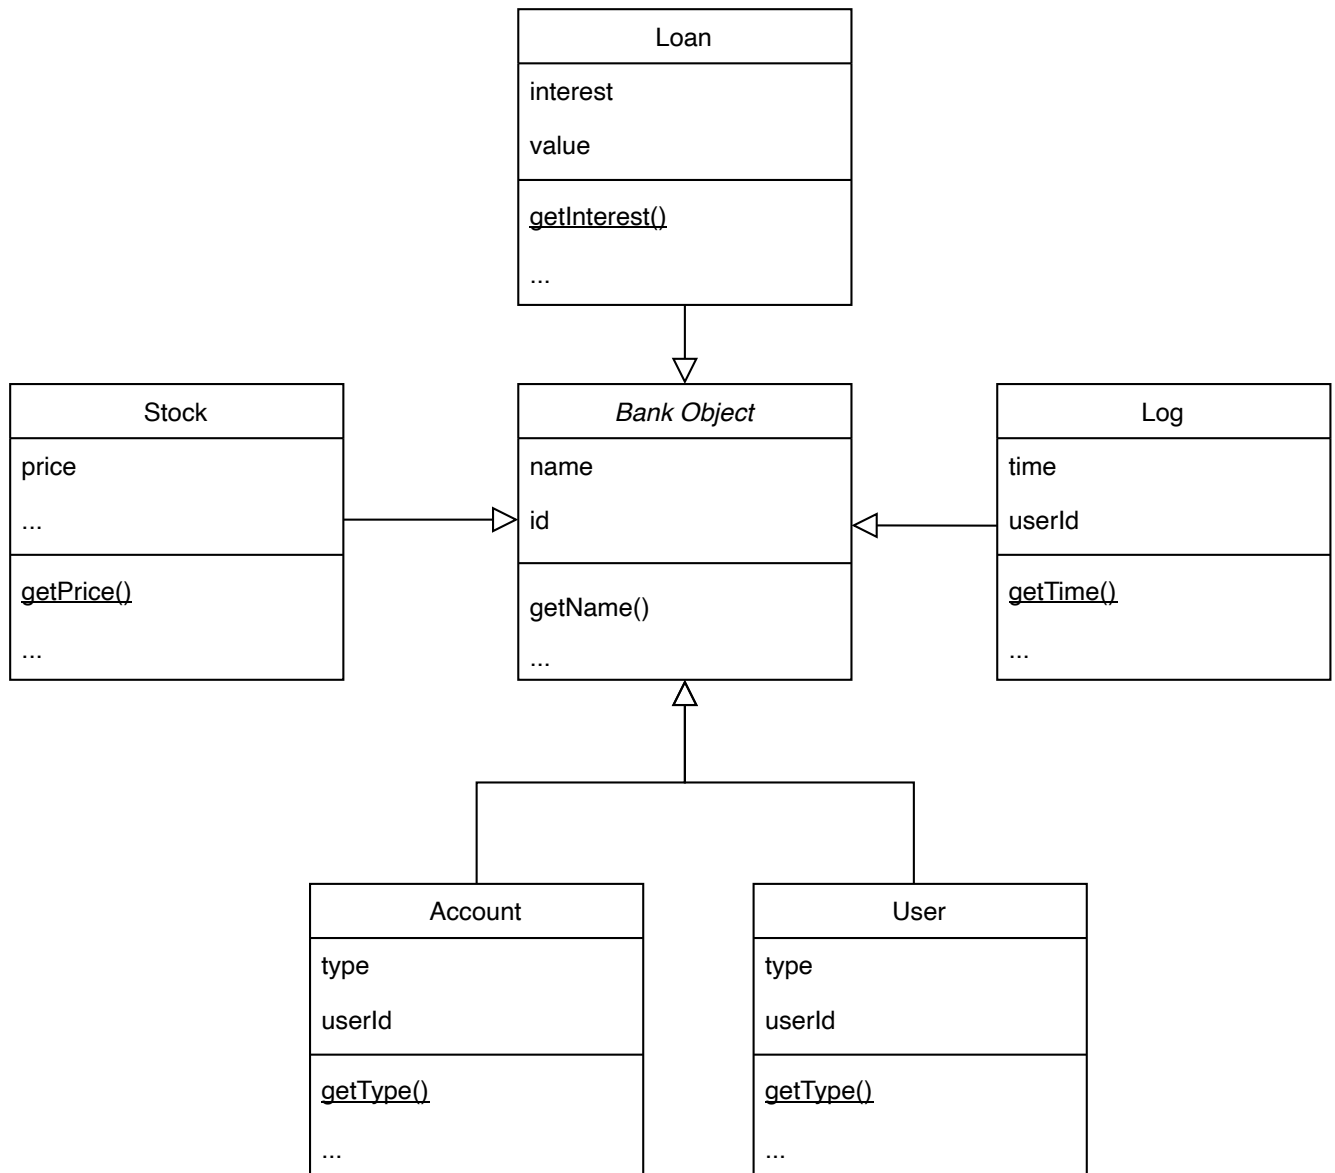 Loan
interest
value
getInterest()
...
Stock
price
...
getPrice()
...
Bank Object
name
id
getName()
...
Log
time
userId
getTime()
...
Account
type
userId
getType()
...
User
type
userId
getType()
...